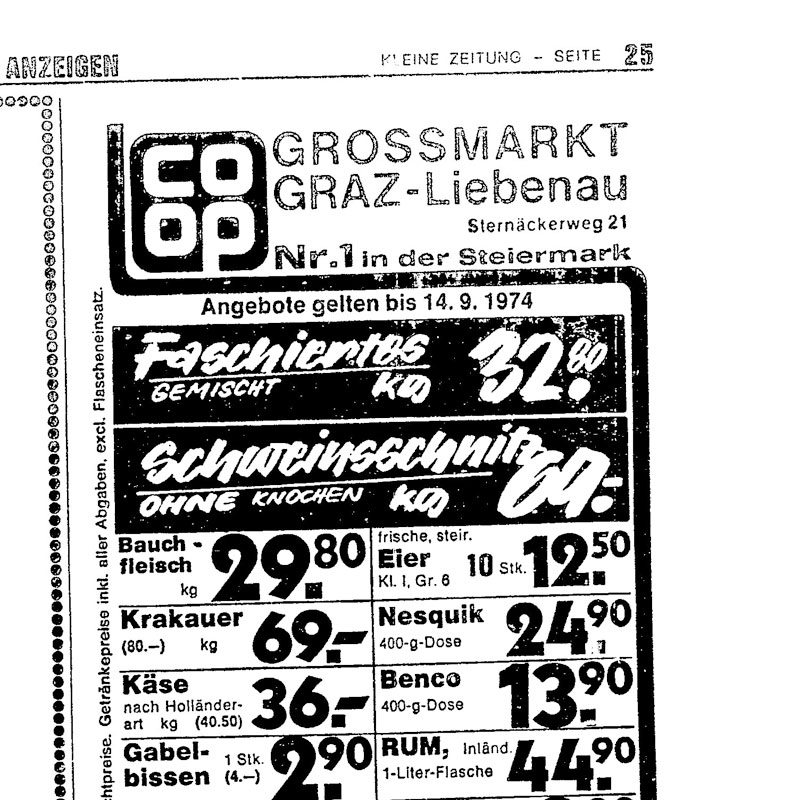 ANZEIGEN
KLEINE ZEITUNG – SEITE 25
co
op
GROSSMARKT
GRAZ-Liebenau
Sternäckerweg 21
Nr.1 in der Steiermark
Angebote gelten bis 14. 9. 1974
Faschiertes
GEMISCHT kg 32.80
Schweinsschnitz
OHNE KNOCHEN kg 69.-
Bauch-
fleisch
kg 29.80
frische, steir.
Eier 10 Stk. 12.50
Kl. I, Gr. 6
Krakauer
(80.–) kg 69.–
Nesquik
400-g-Dose 24.90
Käse
nach Holländer-
art kg (40.50) 36.–
Benco
400-g-Dose 13.90
Gabel-
bissen 1 Stk. (4.–) 2.90
RUM, Inländ.
1-Liter-Flasche 44.90
htpreise. Getränkepreise inkl. aller Abgaben, excl. Flascheneinsatz.